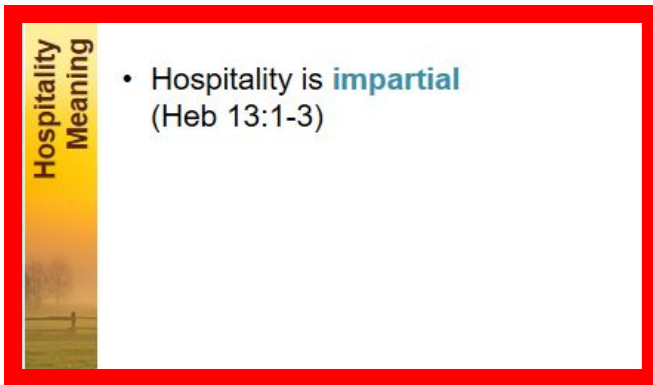 Hospitality
Meaning
• Hospitality is impartial
(Heb 13:1-3)